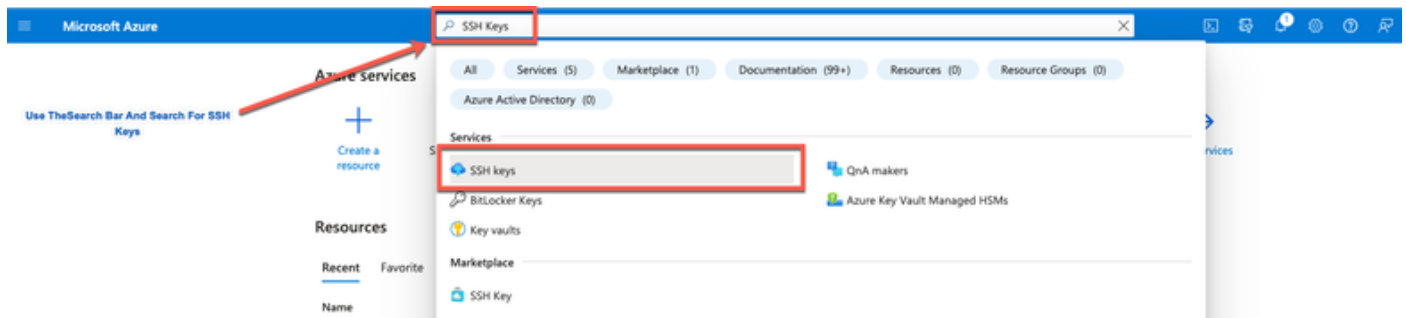 Microsoft Azure
SSH Keys
1
Azure services
All
Services (5)
Marketplace (1)
Documentation (99+)
Resources (0)
Resource Groups (0)
Azure Active Directory (0)
Use TheSearch Bar And Search For SSH
Keys
Create a
resource
S
Services
SSH keys
QnA makers
BitLocker Keys
Azure Key Vault Managed HSMs
Key vaults
rvices
Resources
Recent
Favorite
Marketplace
SSH Key
Name